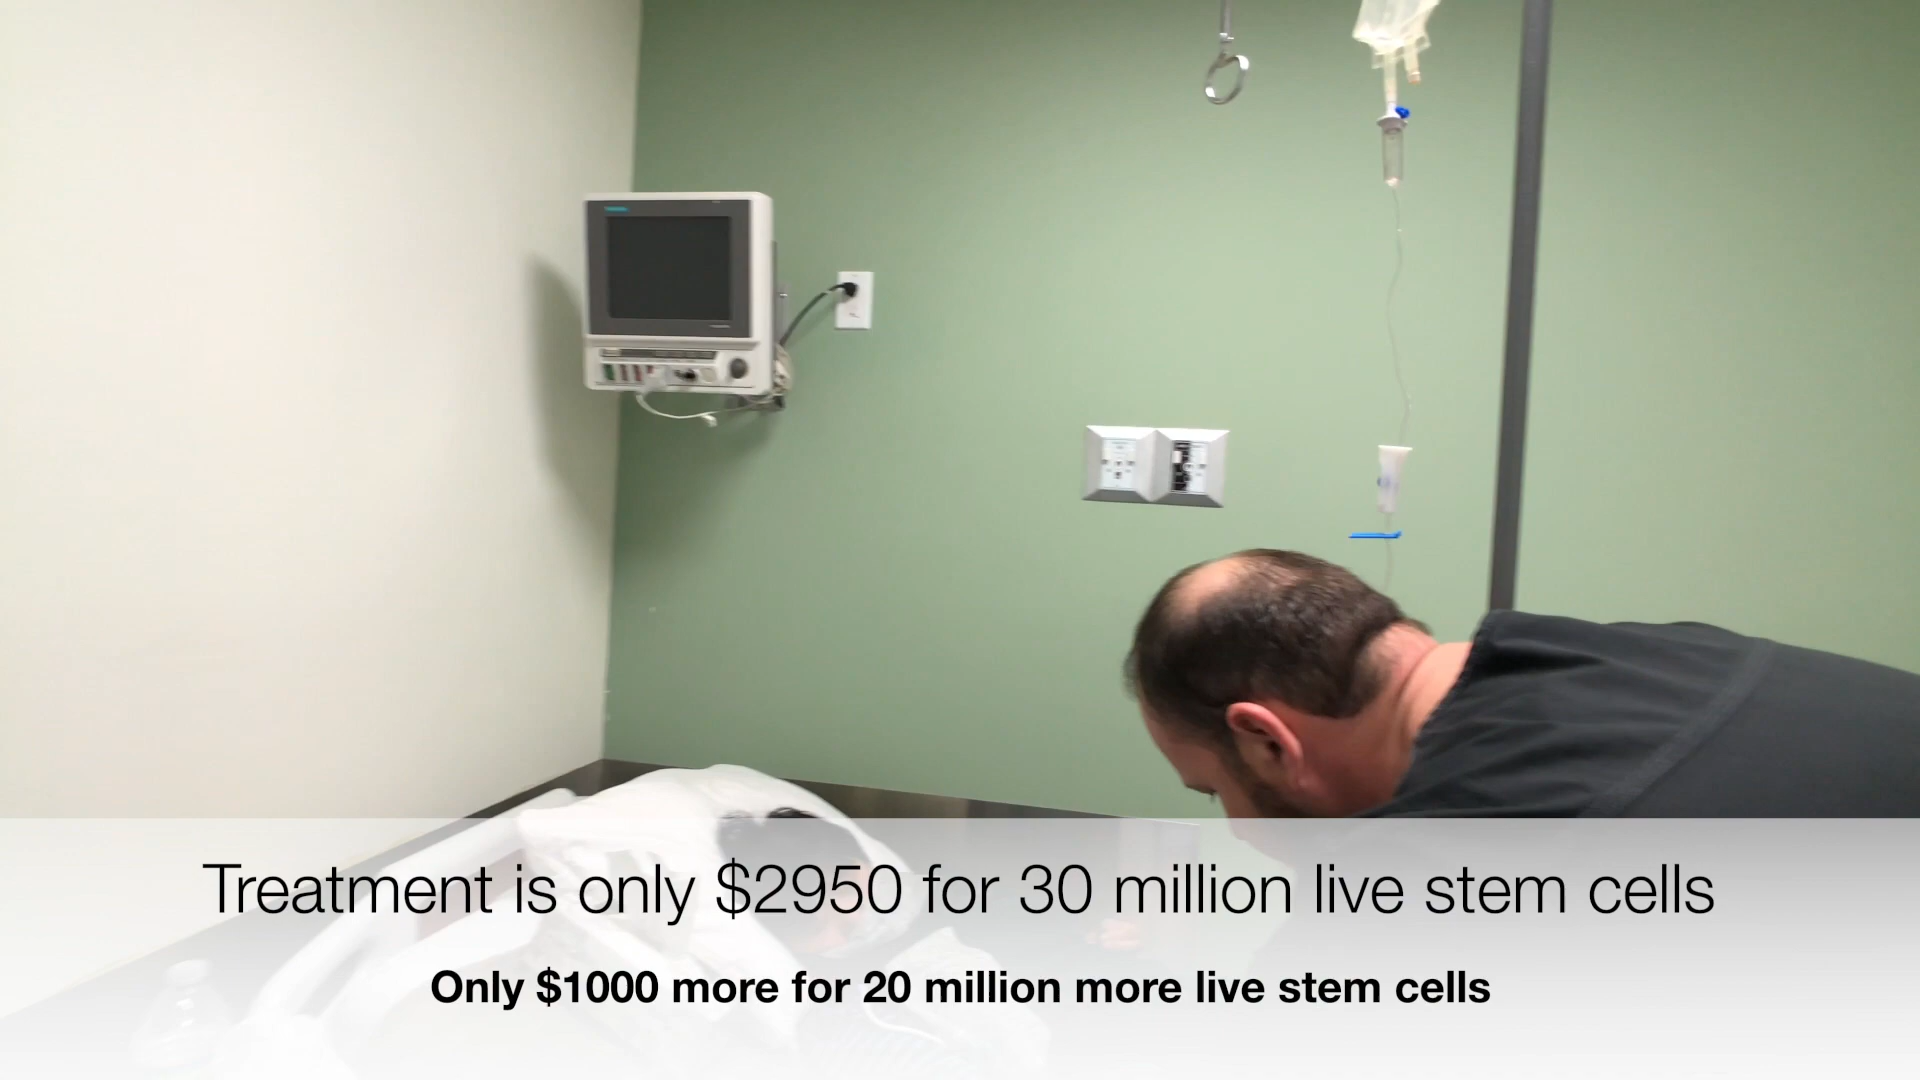 Treatment is only $2950 for 30 million live stem cells
Only $1000 more for 20 million more live stem cells